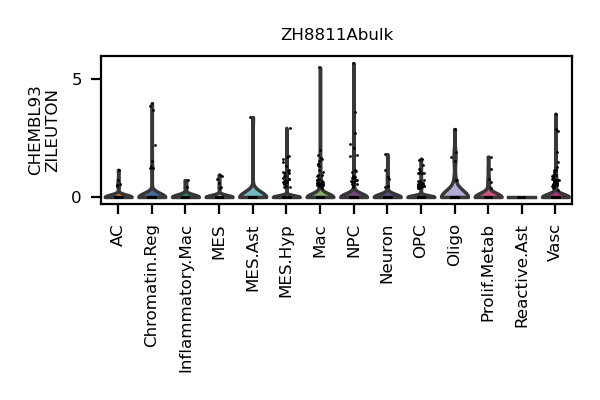 ZH8811Abulk
CHEMBL93
ZILEUTON
5
0
AC
Chromatin.Reg
Inflammatory.Mac
MES
MES.Ast
MES.Hyp
Mac
NPC
Neuron
OPC
Oligo
Prolif.Metab
Reactive.Ast
Vasc